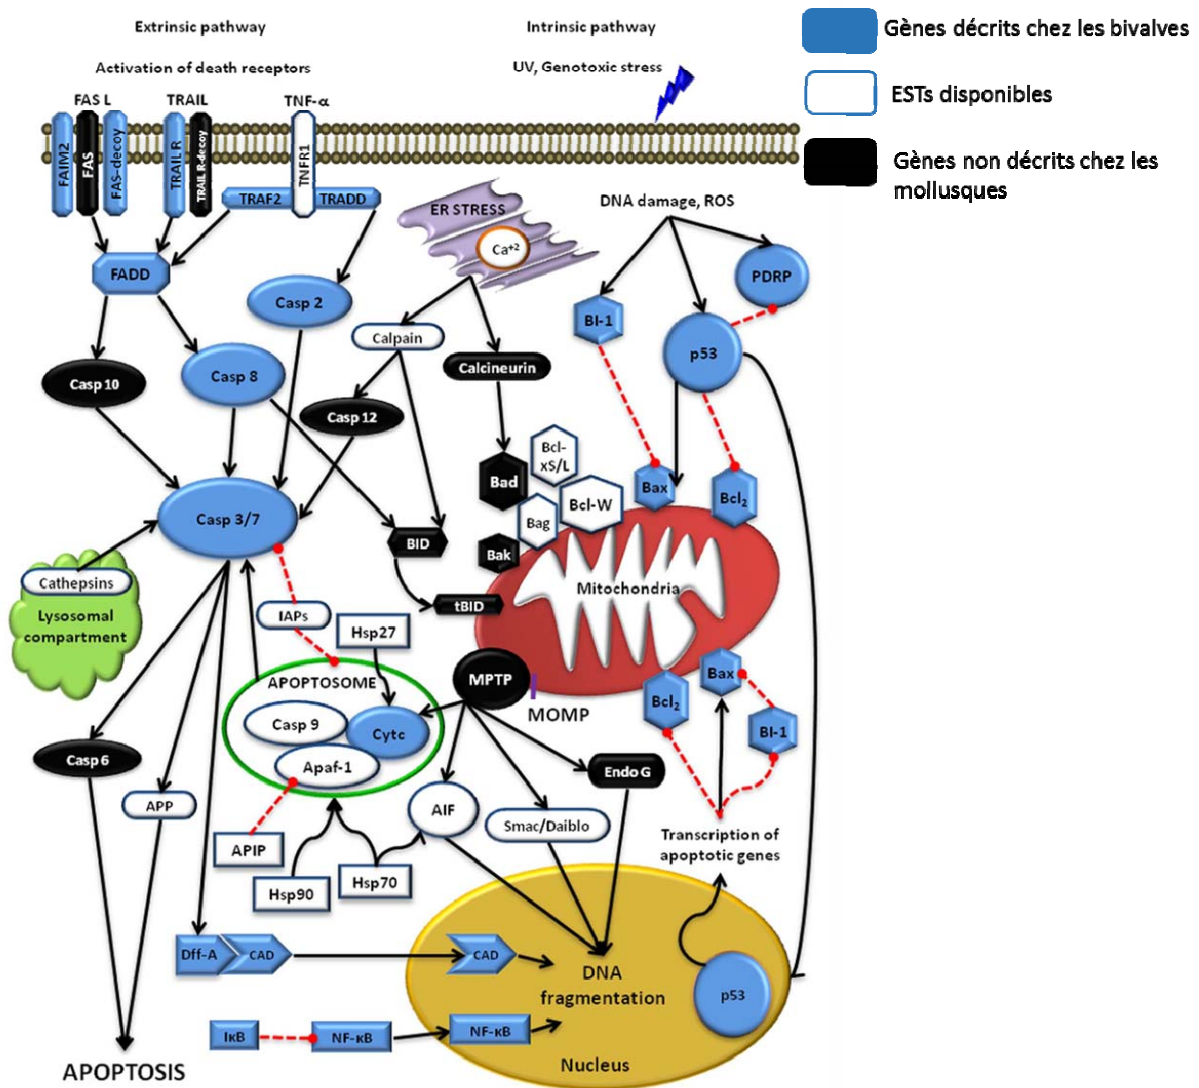 Extrinsic pathway
Intrinsic pathway
Gènes décrits chez les bivalves
Activation of death receptors
UV, Genotoxic stress
ESTs disponibles
FAS L
TRAIL
TNF-α
Gènes non décrits chez les
mollusques
FAIM2
FAS
FAS-decoy
TRAIL R
TRAIL R-decoy
TNFR1
TRAF2
TRADD
ER STRESS
Ca+2
DNA damage, ROS
FADD
Casp 2
PDRP
BI-1
p53
Calpain
Calcineurin
Casp 10
Casp 8
Casp 12
Bcl-
xS/L
Bad
Bcl-W
Bax
Bcl2
Bag
Casp 3/7
BID
Bak
Cathepsins
Mitochondria
Lysosomal
compartment
tBID
IAPs
Hsp27
APOPTOSOME
MPTP
MOMP
Bax
Bcl2
BI-1
Casp 9
Cytc
Apaf-1
Casp 6
Endo G
APP
AIF
Smac/Daiblo
Transcription of
apoptotic genes
APIP
Hsp90
Hsp70
Dff-A
CAD
CAD
DNA
fragmentation
p53
IκB
NF-κB
NF-κB
Nucleus
APOPTOSIS